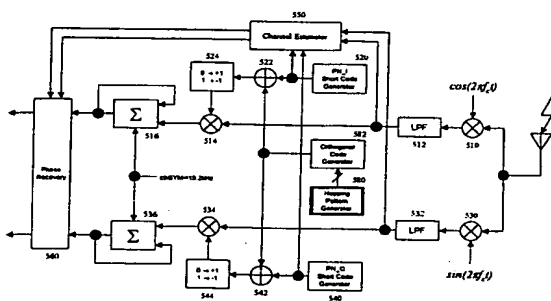 550
Channel Estimator
524
522
520
0 → +1
1 → -1
PN_I
Short Code
Generator
cos(2πf_c t)
582
Σ
516
514
LPF
512
510
Orthogonal
Code
Generator
580
Phase
Recovery
Hopping
Pattern
Generator
536
534
532
530
Σ
LPF
0 → +1
1 → -1
PN_Q
Short Code
Generator
sin(2πf_c t)
560
544
542
540